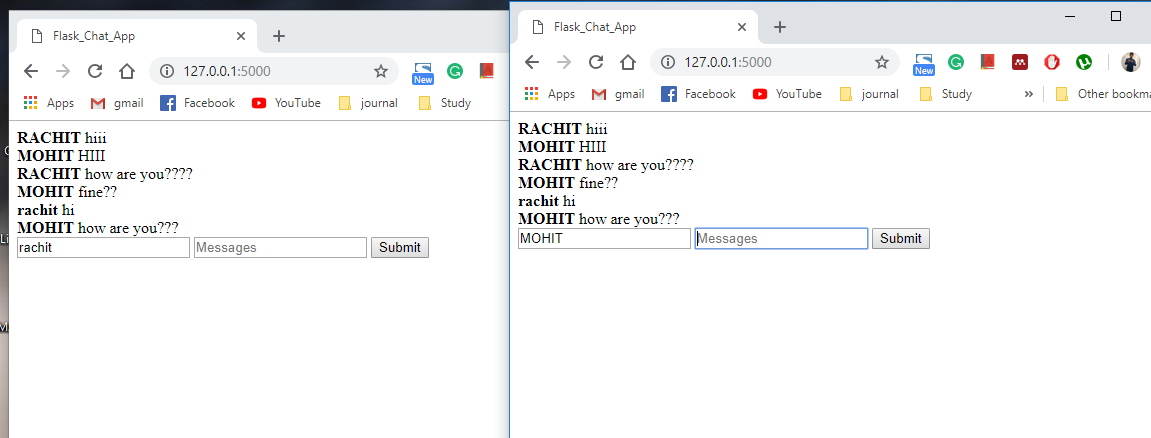 Flask_Chat_App
127.0.0.1:5000
New
Apps gmail Facebook YouTube journal Study
RACHIT hiii
MOHIT HIII
RACHIT how are you????
MOHIT fine??
rachit hi
MOHIT how are you???
rachit Messages Submit
Flask_Chat_App
127.0.0.1:5000
New
Apps gmail Facebook YouTube journal Study » Other bookma
RACHIT hiii
MOHIT HIII
RACHIT how are you????
MOHIT fine??
rachit hi
MOHIT how are you???
MOHIT Messages Submit